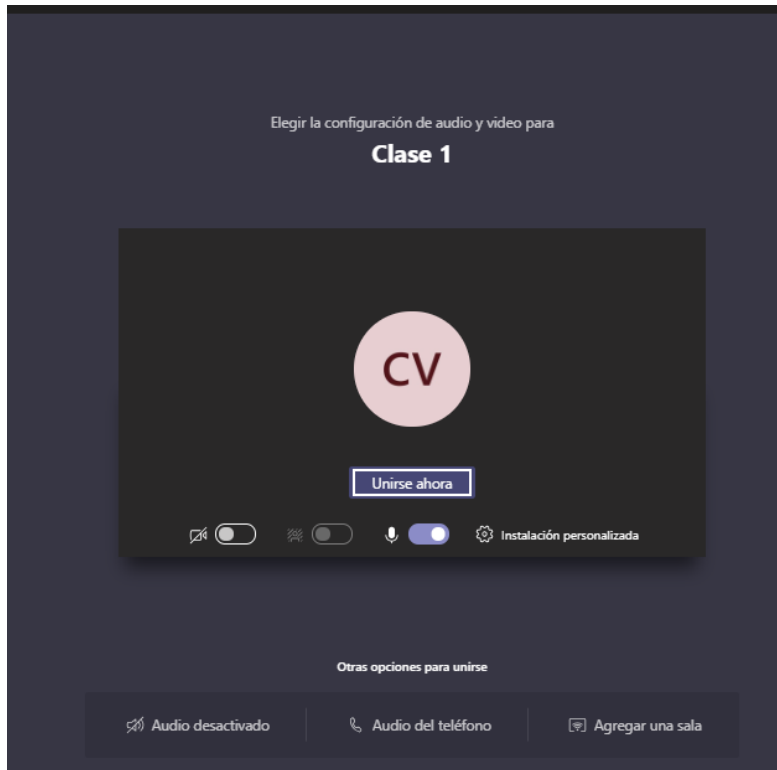 Elegir la configuración de audio y video para
Clase 1
CV
Unirse ahora
Instalación personalizada
Otras opciones para unirse
Audio desactivado
Audio del teléfono
Agregar una sala